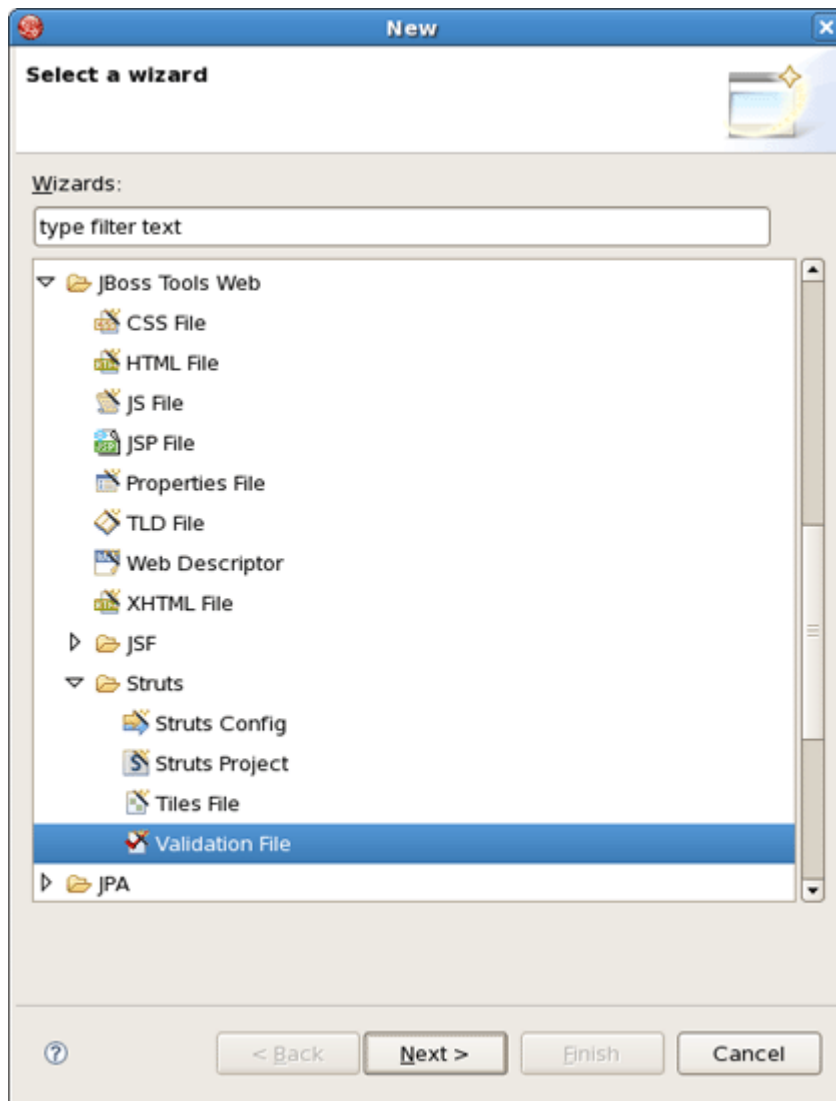 New
Select a wizard
Wizards:
type filter text
JBoss Tools Web
CSS File
HTML File
JS File
JSP File
Properties File
TLD File
Web Descriptor
XHTML File
JSF
Struts
Struts Config
Struts Project
Tiles File
Validation File
JPA
< Back Next > Finish Cancel